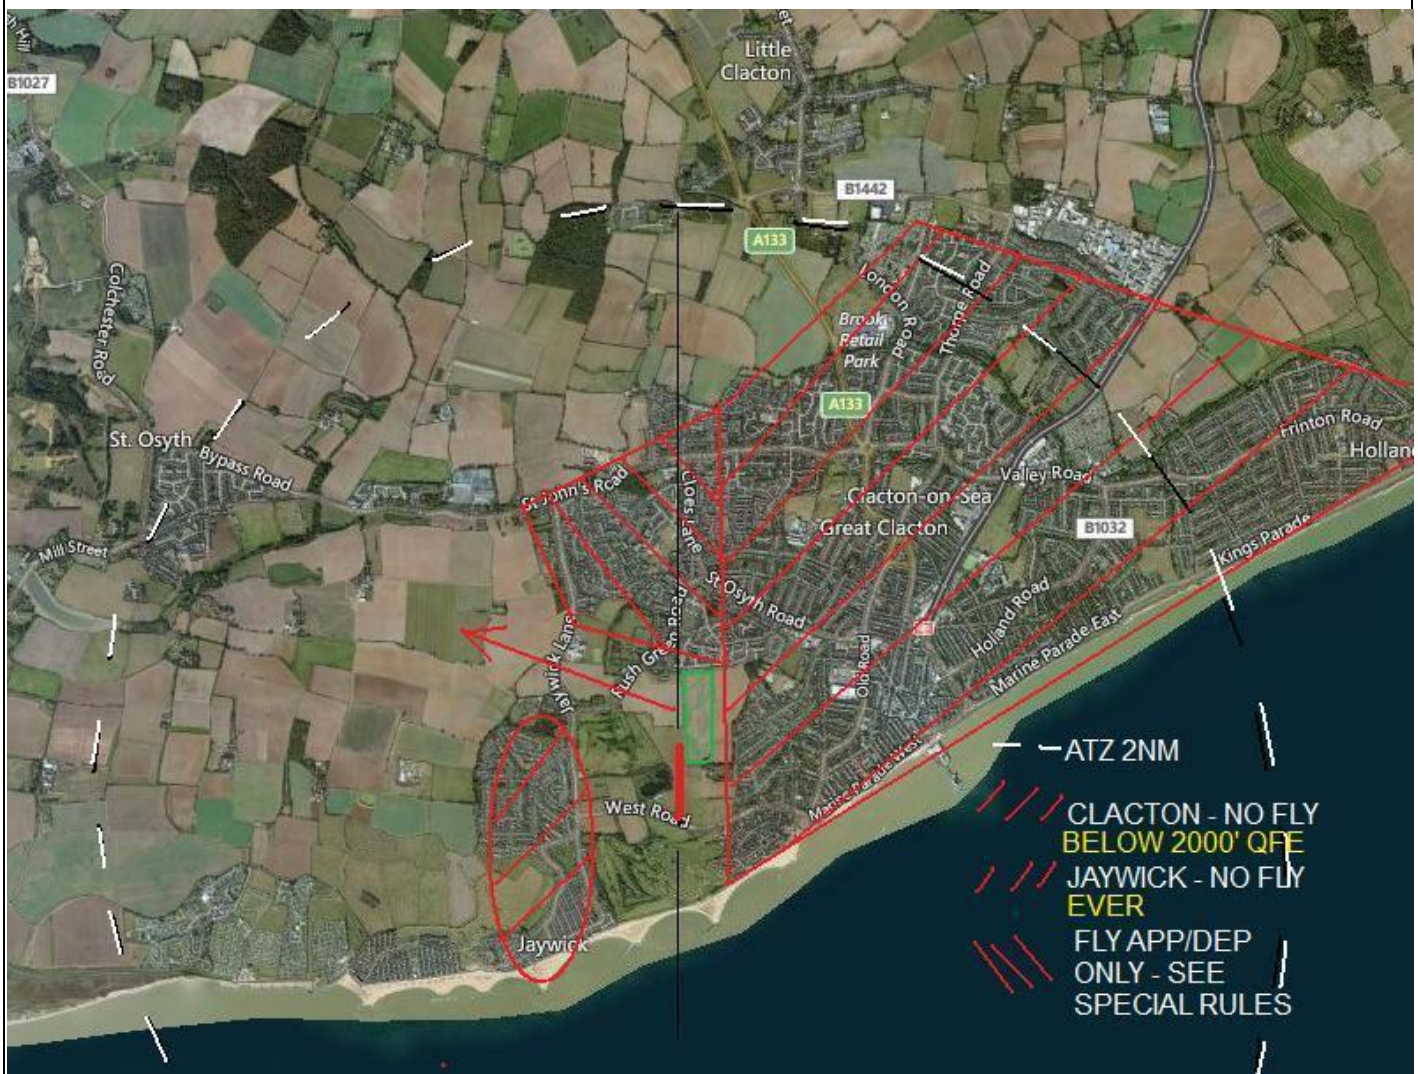 h Hill
B1027
et
Little
Clacton
B1442
A133
Colchester Road
London Road
Thorpe Road
Brook
Retail
Park
A133
St. Osyth
Bypass Road
Frinton Road
Holland
Valley Road
St John's Road
Cloes Lane
Clacton-on-Sea
Great Clacton
B1032
Kings Parade
Mill Street
St Osyth Road
Holland Road
Marine Parade East
Jaywick Lane
Rush Green Road
Old Road
West Road
Marine Parade West
Jaywick
ATZ 2NM
CLACTON - NO FLY
BELOW 2000' QFE
JAYWICK - NO FLY
EVER
FLY APP/DEP
ONLY - SEE
SPECIAL RULES